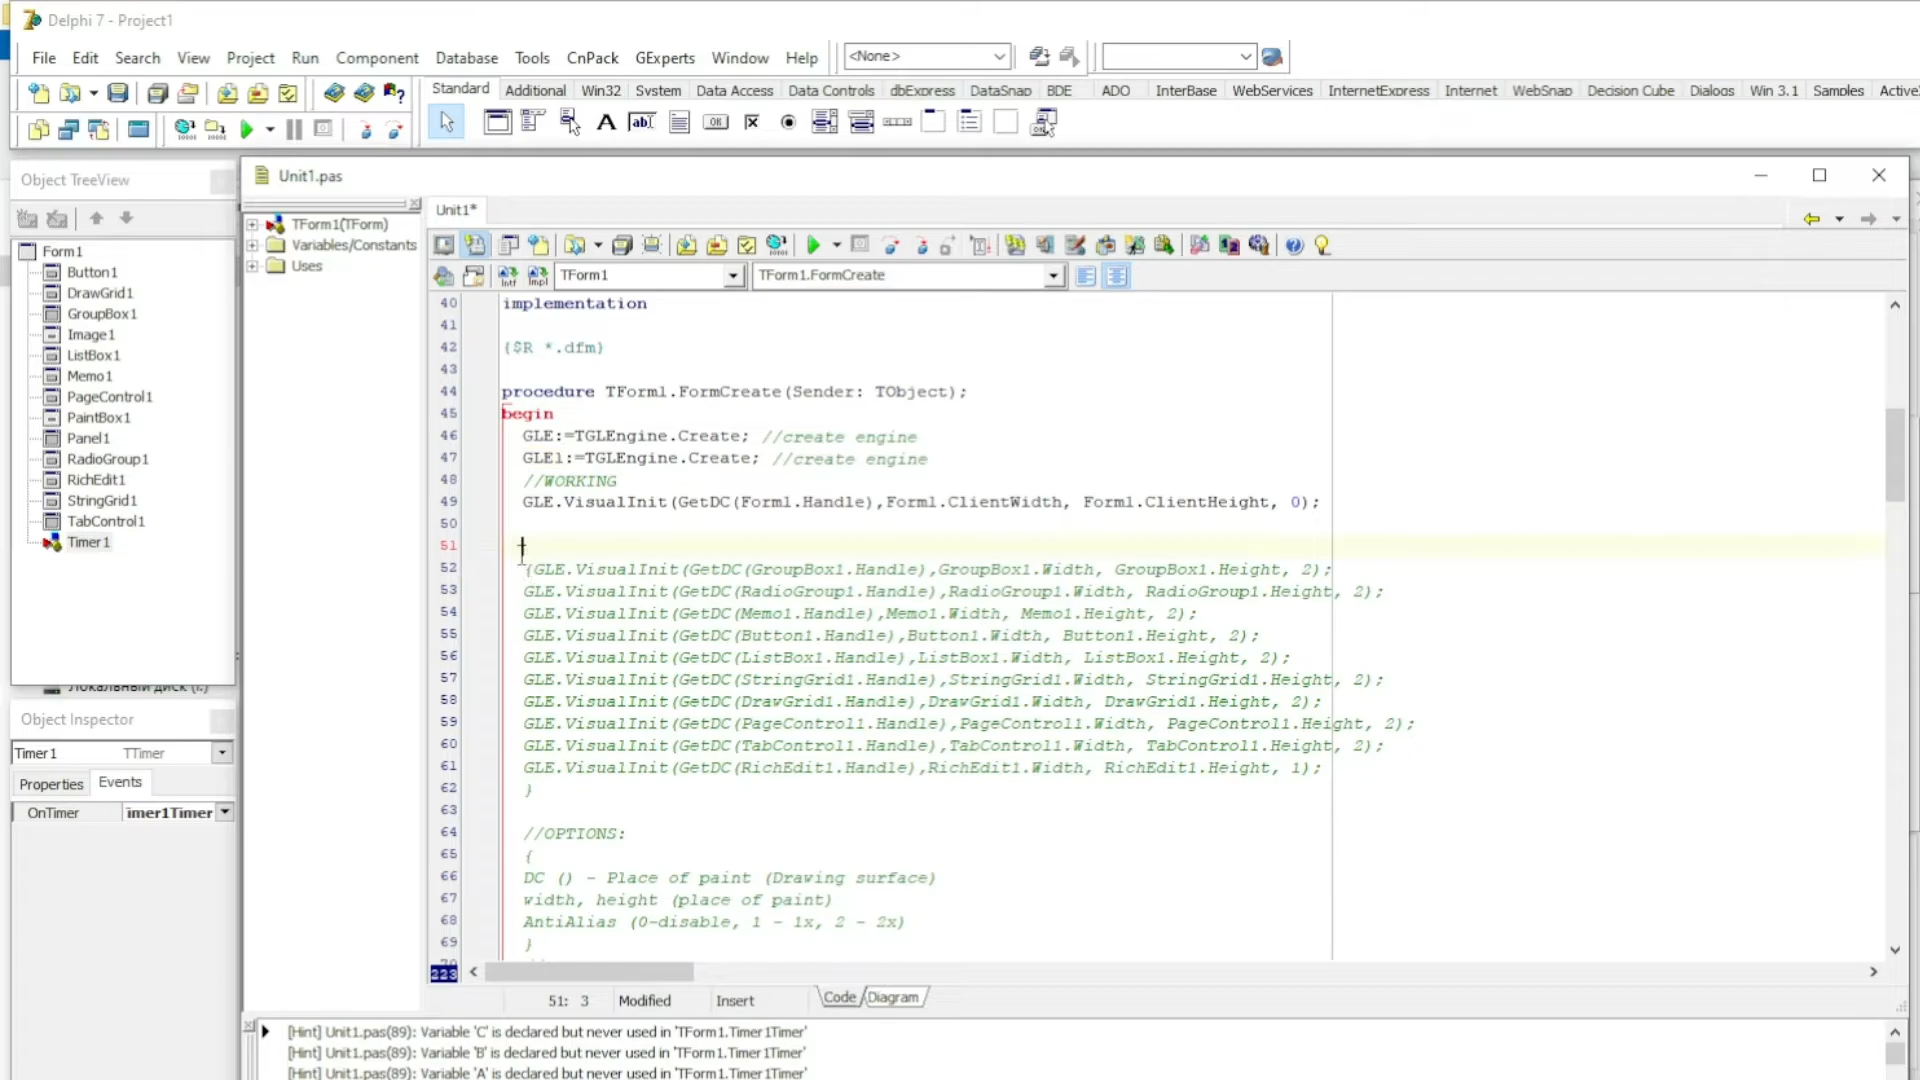 Delphi 7 - Project1
File Edit Search View Project Run Component Database Tools CnPack GExperts Window Help <None>
Standard Additional Win32 System Data Access Data Controls dbExpress DataSnap BDE ADO InterBase WebServices InternetExpress Internet WebSnap Decision Cube Dialogs Win 3.1 Samples Active
Object TreeView
Form1
Button1
DrawGrid1
GroupBox1
Image1
ListBox1
Memo1
PageControl1
PaintBox1
Panel1
RadioGroup1
RichEdit1
StringGrid1
TabControl1
Timer1
Object Inspector
Timer1 TTimer
Properties Events
OnTimer imer1Timer
Unit1.pas
TForm1(TForm)
Variables/Constants
Uses
Unit1*
TForm1 TForm1.FormCreate
40 implementation
41
42 {$R *.dfm}
43
44 procedure TForm1.FormCreate(Sender: TObject);
45 begin
46 GLE:=TGLEngine.Create; //create engine
47 GLE1:=TGLEngine.Create; //create engine
48 //WORKING
49 GLE.VisualInit(GetDC(Form1.Handle),Form1.ClientWidth, Form1.ClientHeight, 0);
50
51
52 {GLE.VisualInit(GetDC(GroupBox1.Handle),GroupBox1.Width, GroupBox1.Height, 2);
53 GLE.VisualInit(GetDC(RadioGroup1.Handle),RadioGroup1.Width, RadioGroup1.Height, 2);
54 GLE.VisualInit(GetDC(Memo1.Handle),Memo1.Width, Memo1.Height, 2);
55 GLE.VisualInit(GetDC(Button1.Handle),Button1.Width, Button1.Height, 2);
56 GLE.VisualInit(GetDC(ListBox1.Handle),ListBox1.Width, ListBox1.Height, 2);
57 GLE.VisualInit(GetDC(StringGrid1.Handle),StringGrid1.Width, StringGrid1.Height, 2);
58 GLE.VisualInit(GetDC(DrawGrid1.Handle),DrawGrid1.Width, DrawGrid1.Height, 2);
59 GLE.VisualInit(GetDC(PageControl1.Handle),PageControl1.Width, PageControl1.Height, 2);
60 GLE.VisualInit(GetDC(TabControl1.Handle),TabControl1.Width, TabControl1.Height, 2);
61 GLE.VisualInit(GetDC(RichEdit1.Handle),RichEdit1.Width, RichEdit1.Height, 1);
62 }
63
64 //OPTIONS:
65 {
66 DC () - Place of paint (Drawing surface)
67 width, height (place of paint)
68 AntiAlias (0-disable, 1 - 1x, 2 - 2x)
69 }
223
51: 3 Modified Insert Code Diagram
[Hint] Unit1.pas(89): Variable 'C' is declared but never used in 'TForm1.Timer1Timer'
[Hint] Unit1.pas(89): Variable 'B' is declared but never used in 'TForm1.Timer1Timer'
[Hint] Unit1.pas(89): Variable 'A' is declared but never used in 'TForm1.Timer1Timer'